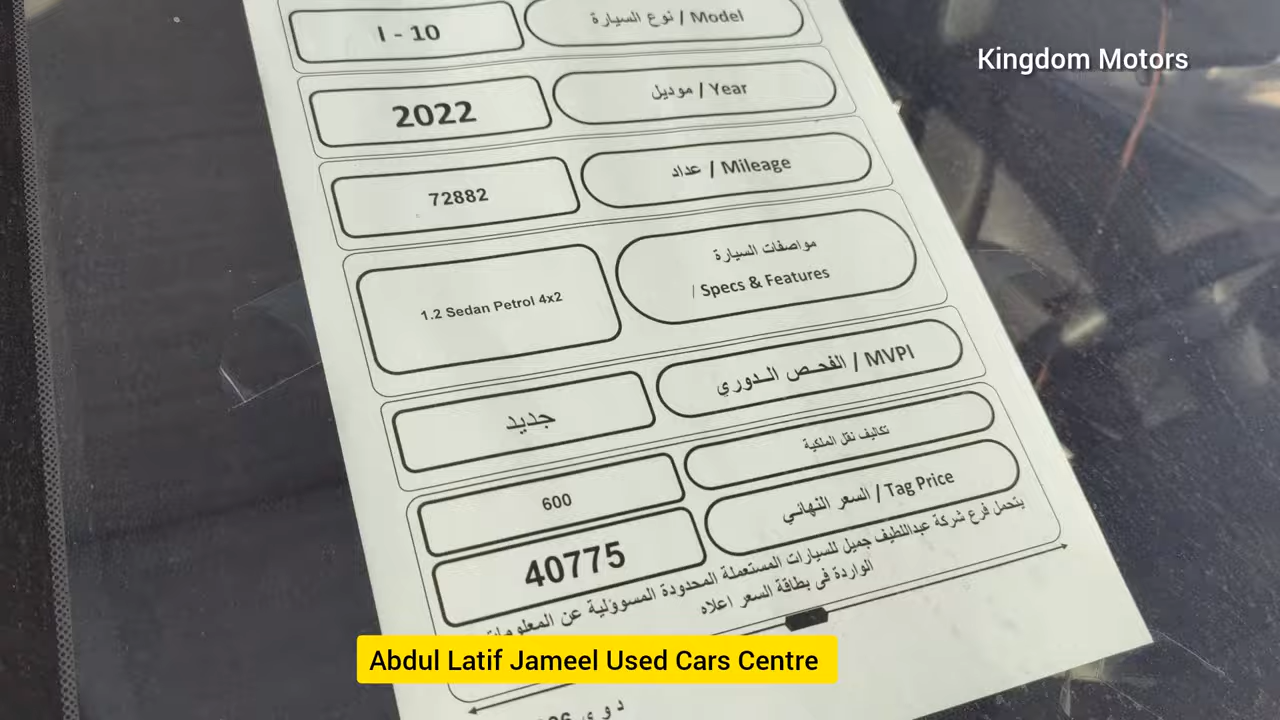 I - 10
Model / نوع السيارة
Kingdom Motors
2022
Year / موديل
72882
Mileage / عداد
1.2 Sedan Petrol 4x2
مواصفات السيارة
/ Specs & Features
جديد
MVPI / الفحص الدوري
600
تكاليف نقل الملكية
40775
Tag Price / السعر النهائي
يتحمل فرع شركة عبداللطيف جميل للسيارات المستعملة المحدودة المسوؤلية عن المعلومات
الواردة فى بطاقة السعر اعلاه
Abdul Latif Jameel Used Cars Centre